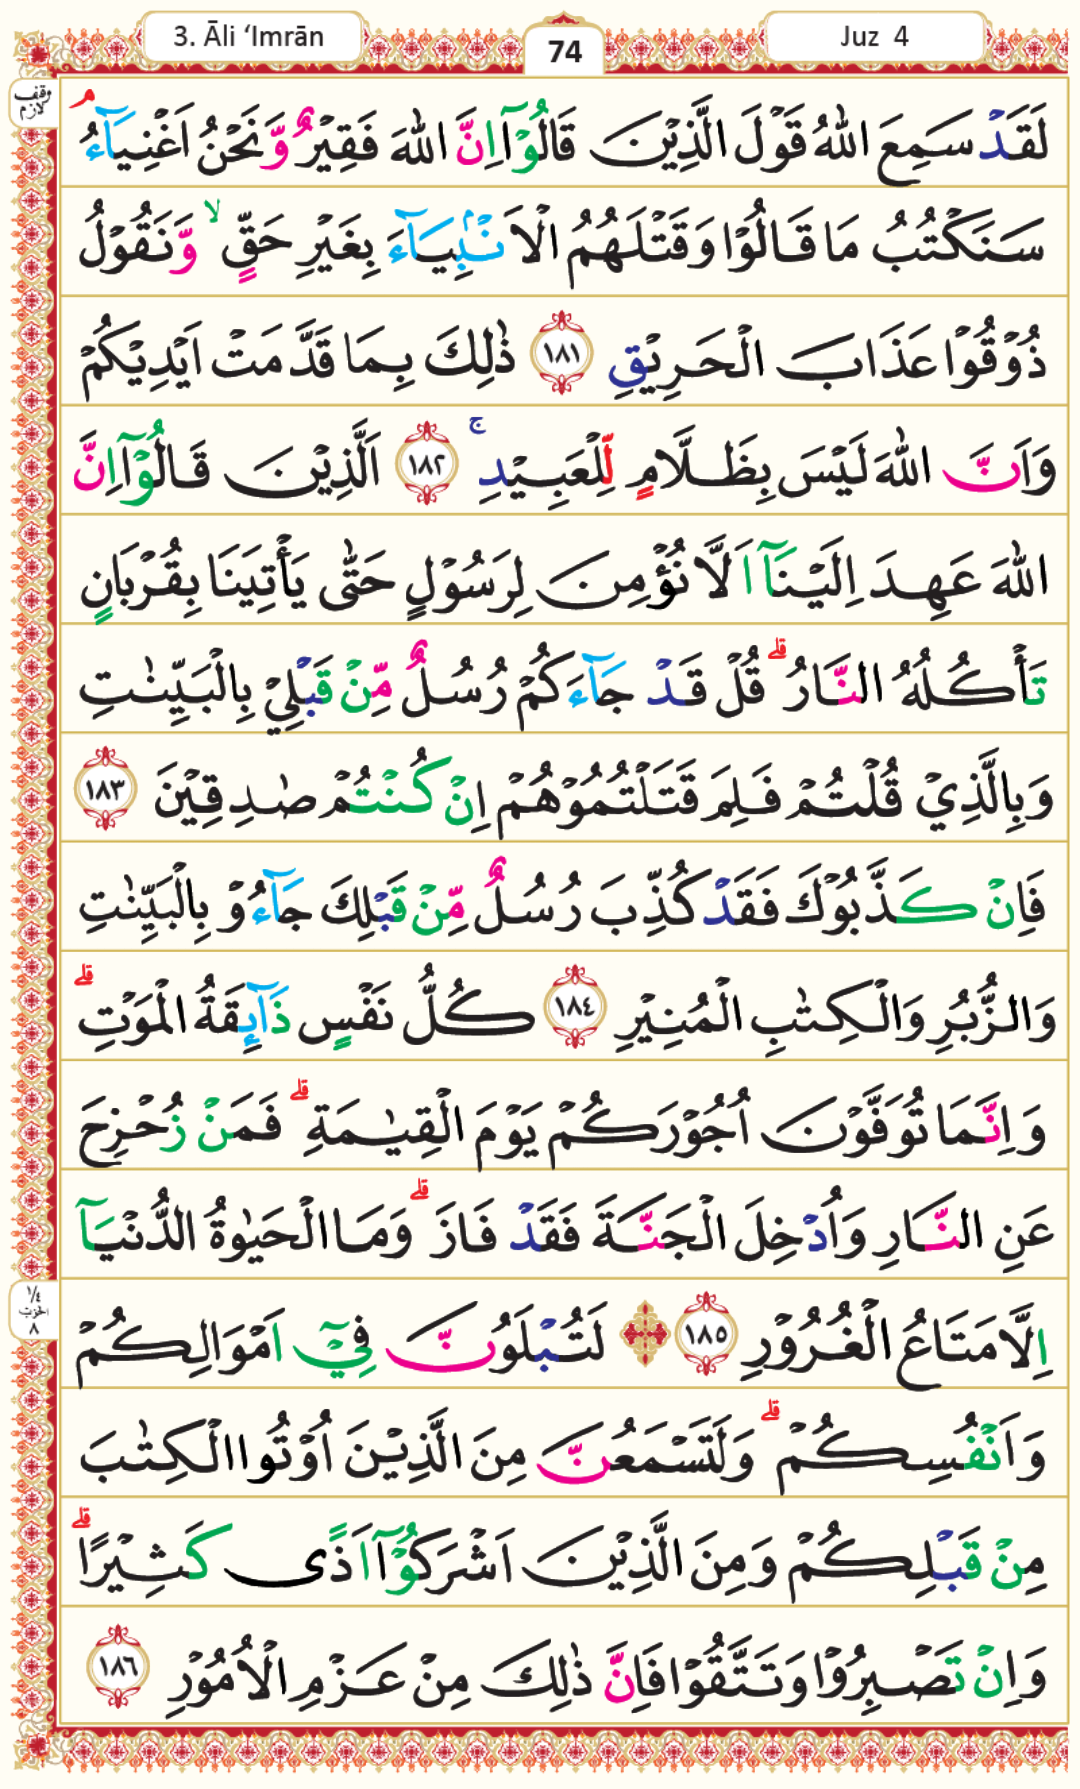 3. Āli ‘Imrān
74
Juz 4
وقف لازم
لَقَدْ سَمِعَ اللّٰهُ قَوْلَ الَّذِيْنَ قَالُوْٓا اِنَّ اللّٰهَ فَقِيْرٌ وَّنَحْنُ اَغْنِيَآءُ ۘ
سَنَكْتُبُ مَا قَالُوْا وَقَتْلَهُمُ الْاَنْۢبِيَآءَ بِغَيْرِ حَقٍّ ۙ وَّنَقُوْلُ
ذُوْقُوْا عَذَابَ الْحَرِيْقِ ١٨١ ذٰلِكَ بِمَا قَدَّمَتْ اَيْدِيْكُمْ
وَاَنَّ اللّٰهَ لَيْسَ بِظَلَّامٍ لِّلْعَبِيْدِ ۚ ١٨٢ اَلَّذِيْنَ قَالُوْٓا اِنَّ
اللّٰهَ عَهِدَ اِلَيْنَآ اَلَّا نُؤْمِنَ لِرَسُوْلٍ حَتّٰى يَأْتِيَنَا بِقُرْبَانٍ
تَأْكُلُهُ النَّارُ ۗ قُلْ قَدْ جَآءَكُمْ رُسُلٌ مِّنْ قَبْلِيْ بِالْبَيِّنٰتِ
وَبِالَّذِيْ قُلْتُمْ فَلِمَ قَتَلْتُمُوْهُمْ اِنْ كُنْتُمْ صٰدِقِيْنَ ١٨٣
فَاِنْ كَذَّبُوْكَ فَقَدْ كُذِّبَ رُسُلٌ مِّنْ قَبْلِكَ جَآءُوْ بِالْبَيِّنٰتِ
وَالزُّبُرِ وَالْكِتٰبِ الْمُنِيْرِ ١٨٤ كُلُّ نَفْسٍ ذَآئِقَةُ الْمَوْتِ ۗ
وَاِنَّمَا تُوَفَّوْنَ اُجُوْرَكُمْ يَوْمَ الْقِيٰمَةِ ۗ فَمَنْ زُحْزِحَ
عَنِ النَّارِ وَاُدْخِلَ الْجَنَّةَ فَقَدْ فَازَ ۗ وَمَا الْحَيٰوةُ الدُّنْيَآ
١/٤ الحزب ٨
اِلَّا مَتَاعُ الْغُرُوْرِ ١٨٥ لَتُبْلَوُنَّ فِيْٓ اَمْوَالِكُمْ
وَاَنْفُسِكُمْ ۗ وَلَتَسْمَعُنَّ مِنَ الَّذِيْنَ اُوْتُوا الْكِتٰبَ
مِنْ قَبْلِكُمْ وَمِنَ الَّذِيْنَ اَشْرَكُوْٓا اَذًى كَثِيْرًا ۗ
وَاِنْ تَصْبِرُوْا وَتَتَّقُوْا فَاِنَّ ذٰلِكَ مِنْ عَزْمِ الْاُمُوْرِ ١٨٦